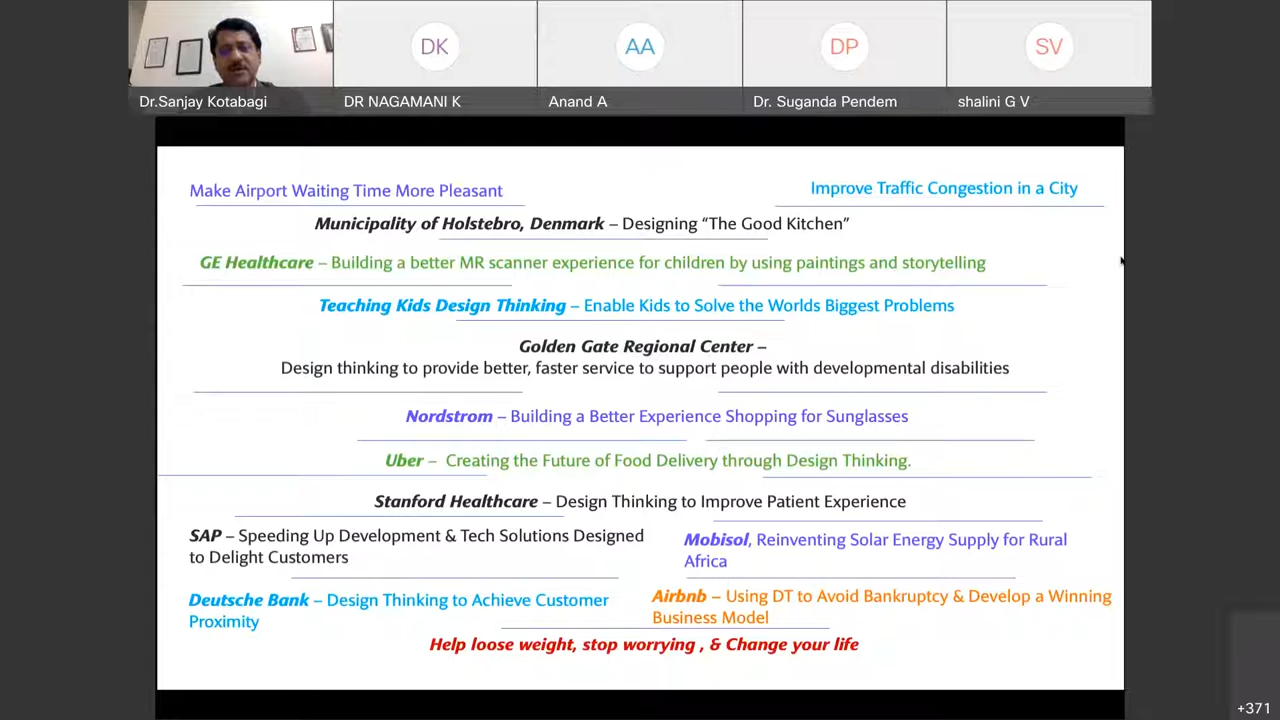 DK
AA
DP
SV
Dr.Sanjay Kotabagi
DR NAGAMANI K
Anand A
Dr. Suganda Pendem
shalini G V
Make Airport Waiting Time More Pleasant
Improve Traffic Congestion in a City
Municipality of Holstebro, Denmark – Designing “The Good Kitchen”
GE Healthcare – Building a better MR scanner experience for children by using paintings and storytelling
Teaching Kids Design Thinking – Enable Kids to Solve the Worlds Biggest Problems
Golden Gate Regional Center –
Design thinking to provide better, faster service to support people with developmental disabilities
Nordstrom – Building a Better Experience Shopping for Sunglasses
Uber – Creating the Future of Food Delivery through Design Thinking.
Stanford Healthcare – Design Thinking to Improve Patient Experience
SAP – Speeding Up Development & Tech Solutions Designed
to Delight Customers
Mobisol, Reinventing Solar Energy Supply for Rural
Africa
Deutsche Bank – Design Thinking to Achieve Customer
Proximity
Airbnb – Using DT to Avoid Bankruptcy & Develop a Winning
Business Model
Help loose weight, stop worrying , & Change your life
+371